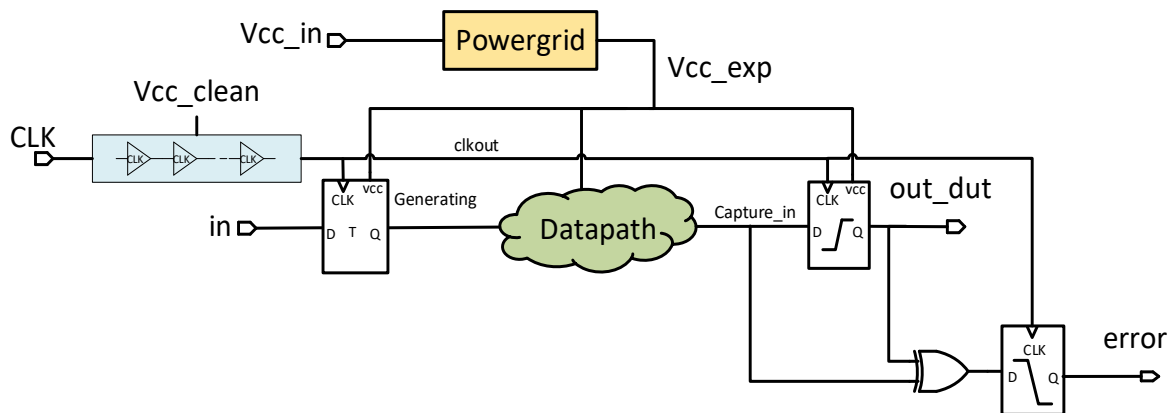 Vcc_in
Powergrid
Vcc_exp
Vcc_clean
CLK
CLK
CLK
CLK
clkout
CLK
vcc
Generating
in
D
T
Q
Datapath
Capture_in
CLK
vcc
out_dut
D
Q
CLK
error
D
Q